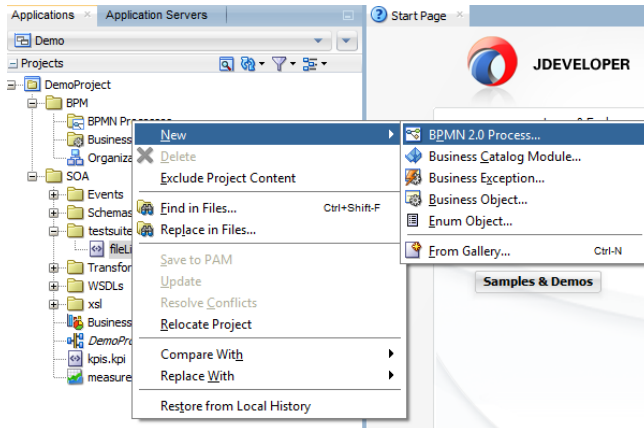 Applications
Application Servers
Start Page
Demo
Projects
DemoProject
BPM
BPMN Processes
Business
Organiza
SOA
Events
Schemas
testsuite
fileLi
Transfor
WSDLs
xsl
Business
DemoPro
kpis.kpi
measure
New
Delete
Exclude Project Content
Find in Files... Ctrl+Shift-F
Replace in Files...
Save to PAM
Update
Resolve Conflicts
Relocate Project
Compare With
Replace With
Restore from Local History
BPMN 2.0 Process...
Business Catalog Module...
Business Exception...
Business Object...
Enum Object...
From Gallery... Ctrl-N
JDEVELOPER
Samples & Demos